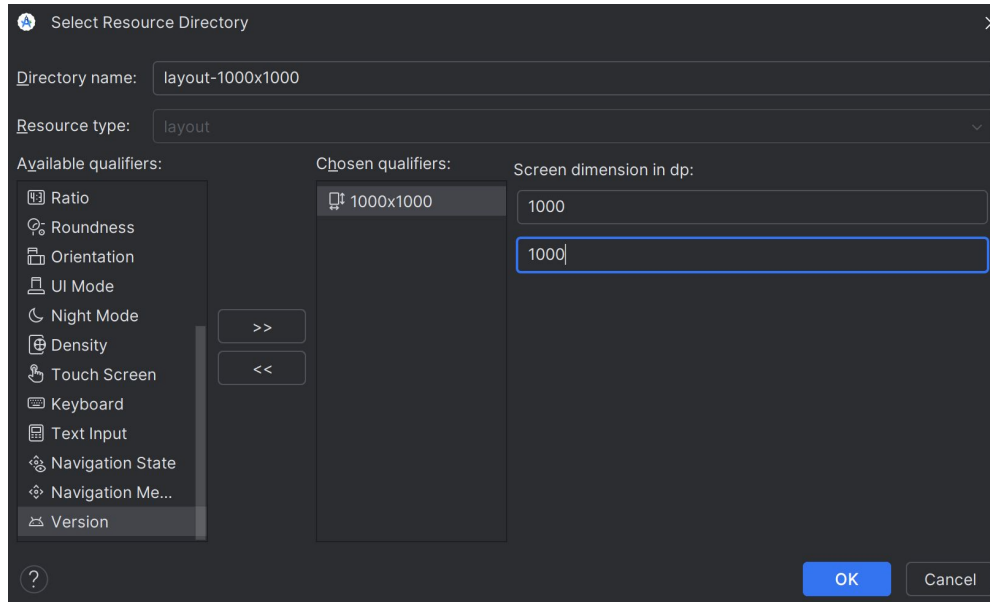 Select Resource Directory
Directory name:
layout-1000x1000
Resource type:
layout
Available qualifiers:
Ratio
Roundness
Orientation
UI Mode
Night Mode
Density
Touch Screen
Keyboard
Text Input
Navigation State
Navigation Me...
Version
>>
<<
Chosen qualifiers:
1000x1000
Screen dimension in dp:
1000
1000
?
OK
Cancel